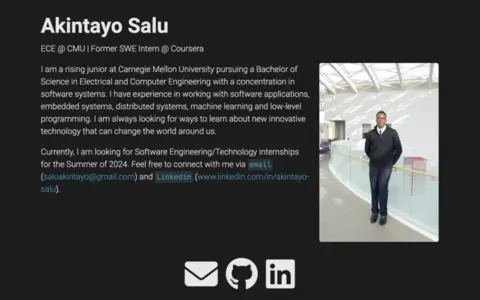 Akintayo Salu
ECE @ CMU | Former SWE Intern @ Coursera
I am a rising junior at Carnegie Mellon University pursuing a Bachelor of
Science in Electrical and Computer Engineering with a concentration in
software systems. I have experience in working with software applications,
embedded systems, distributed systems, machine learning and low-level
programming. I am always looking for ways to learn about new innovative
technology that can change the world around us.
Currently, I am looking for Software Engineering/Technology internships
for the Summer of 2024. Feel free to connect with me via email
(saluakintayo@gmail.com) and Linkedin (www.linkedin.com/in/akintayo-
salu).